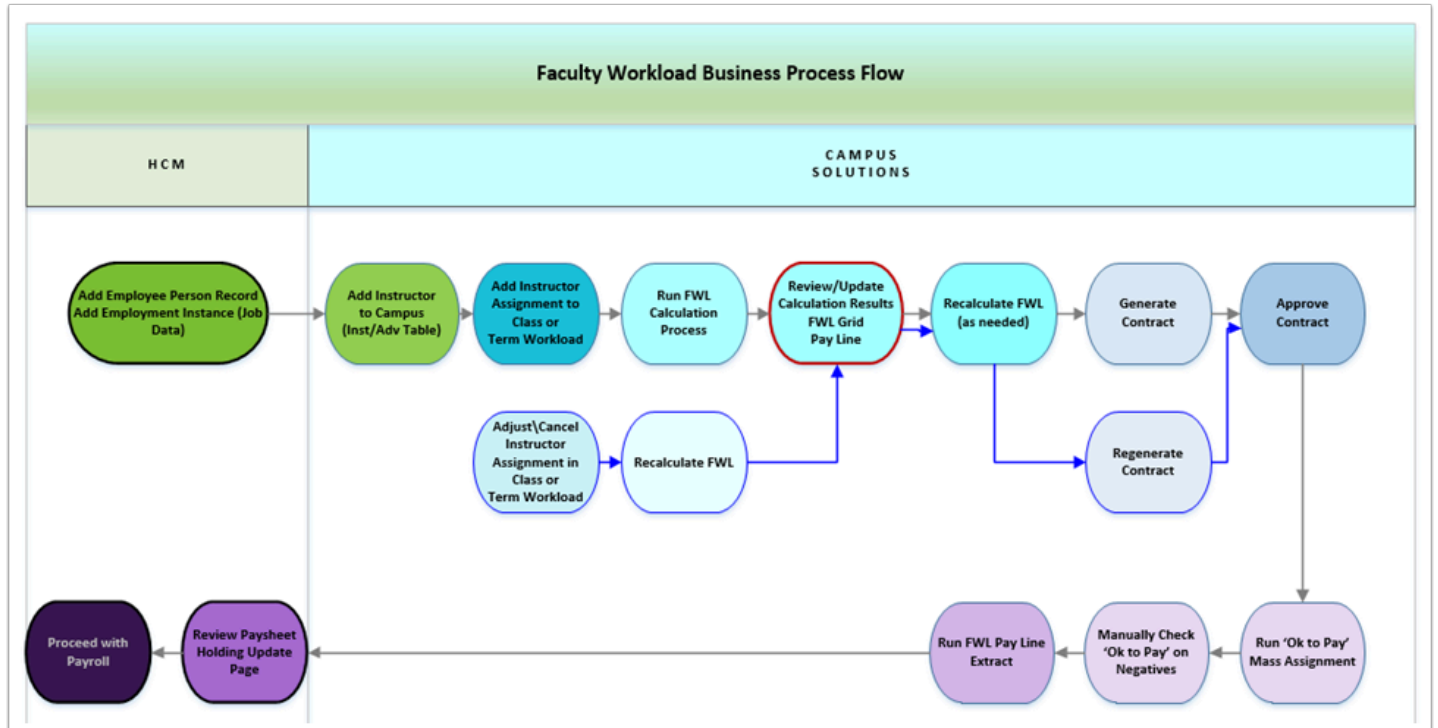 Faculty Workload Business Process Flow
HCM
CAMPUS
SOLUTIONS
Add Employee Person Record
Add Employment Instance (Job
Data)
Add Instructor
to Campus
(Inst/Adv Table)
Add Instructor
Assignment to
Class or
Term Workload
Run FWL
Calculation
Process
Review/Update
Calculation Results
FWL Grid
Pay Line
Recalculate FWL
(as needed)
Generate
Contract
Approve
Contract
Adjust\Cancel
Instructor
Assignment in
Class or
Term Workload
Recalculate FWL
Regenerate
Contract
Proceed with
Payroll
Review Paysheet
Holding Update
Page
Run FWL Pay Line
Extract
Manually Check
‘Ok to Pay’ on
Negatives
Run ‘Ok to Pay’
Mass Assignment